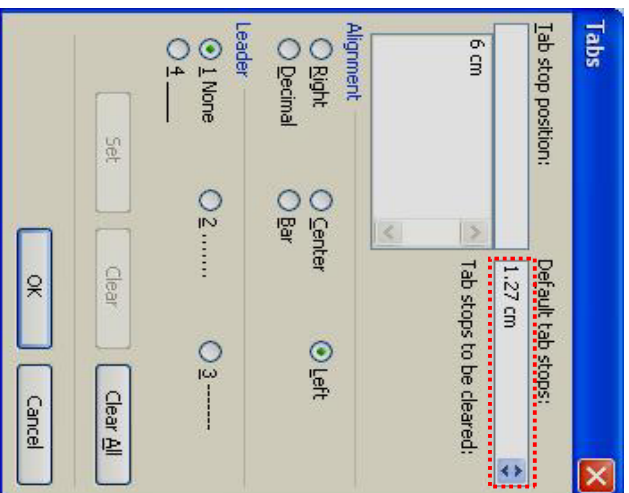 Tabs
Tab stop position:
Default tab stops:
1.27 cm
6 cm
Tab stops to be cleared:
Alignment
Right
Center
Left
Decimal
Bar
Leader
1 None
2 .......
3 -------
4 ___
Set
Clear
Clear All
OK
Cancel